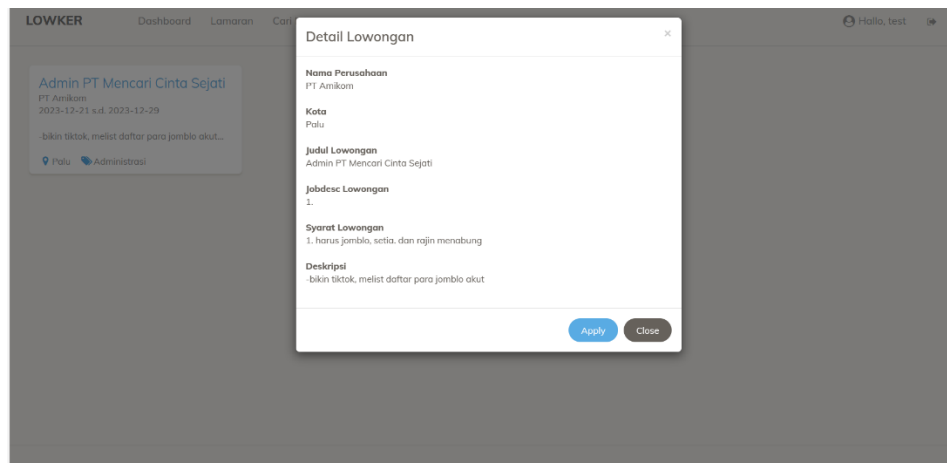 LOWKER Dashboard Lamaran Cari Hallo, test
Detail Lowongan ×
Admin PT Mencari Cinta Sejati
PT Amikom
2023-12-21 s.d. 2023-12-29
-bikin tiktok, melist daftar para jomblo akut...
Palu Administrasi
Nama Perusahaan
PT Amikom
Kota
Palu
Judul Lowongan
Admin PT Mencari Cinta Sejati
Jobdesc Lowongan
1.
Syarat Lowongan
1. harus jomblo, setia. dan rajin menabung
Deskripsi
-bikin tiktok, melist daftar para jomblo akut
Apply Close